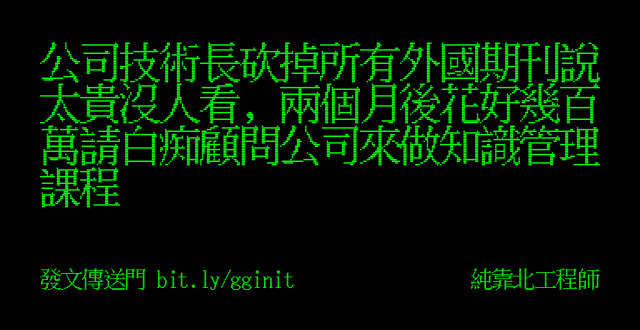 公司技術長砍掉所有外國期刊說
太貴沒人看，兩個月後花好幾百
萬請白痴顧問公司來做知識管理
課程
發文傳送門 bit.ly/gginit
純靠北工程師